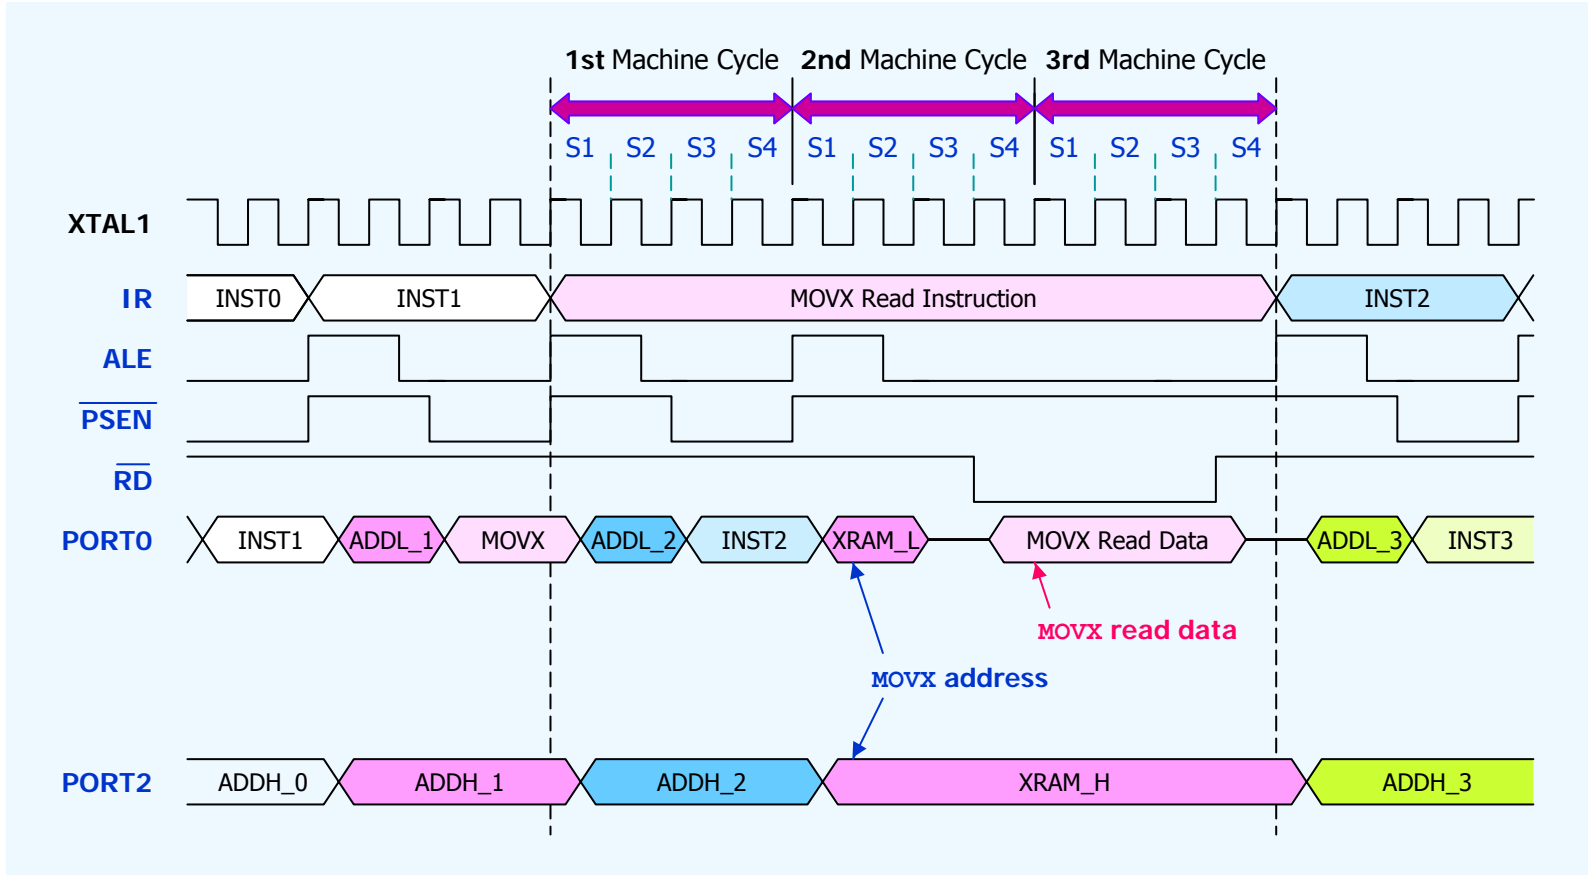 1st Machine Cycle 2nd Machine Cycle 3rd Machine Cycle
S1 S2 S3 S4 S1 S2 S3 S4 S1 S2 S3 S4
XTAL1
IR INST0 INST1 MOVX Read Instruction INST2
ALE
PSEN
RD
PORT0 INST1 ADDL_1 MOVX ADDL_2 INST2 XRAM_L MOVX Read Data ADDL_3 INST3
MOVX read data
MOVX address
PORT2 ADDH_0 ADDH_1 ADDH_2 XRAM_H ADDH_3